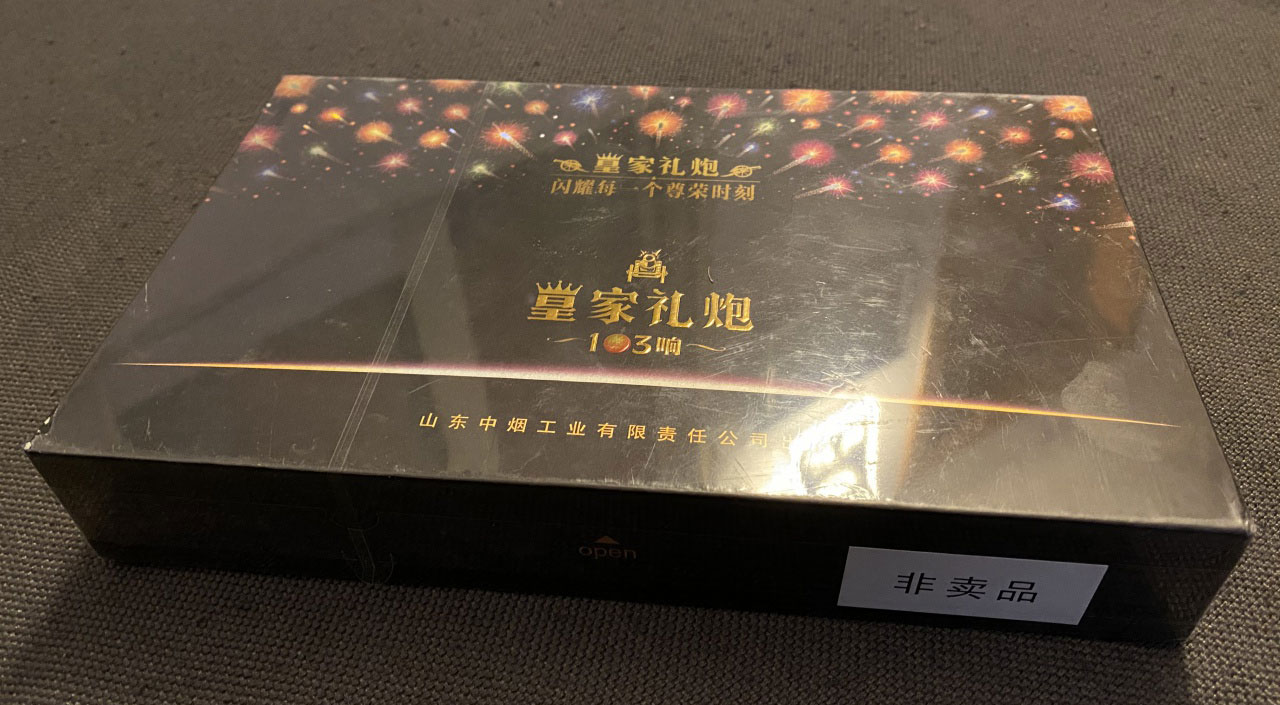 皇家礼炮
闪耀每一个尊荣时刻
皇家礼炮
103响
山东中烟工业有限责任公司
open
非卖品